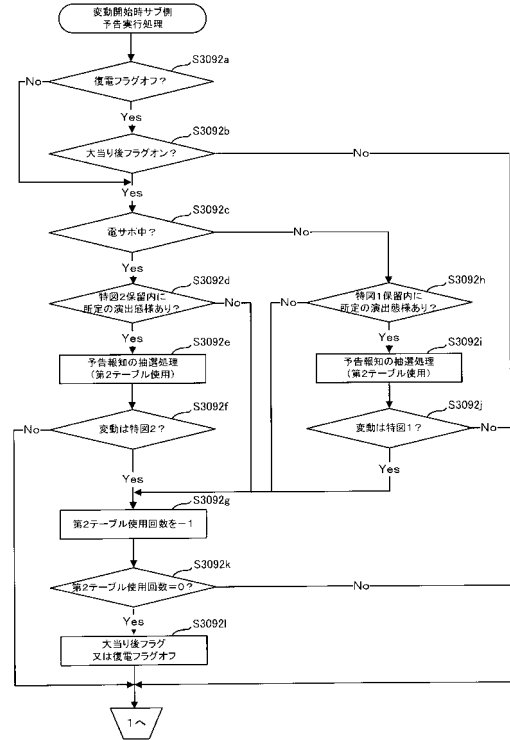 変動開始時サブ側
予告実行処理
S3092a
復電フラグオフ?
No
Yes
S3092b
大当り後フラグオン?
No
Yes
S3092c
電サポ中?
No
Yes
S3092d
特図2保留内に
所定の演出態様あり?
No
Yes
S3092e
予告報知の抽選処理
(第2テーブル使用)
S3092f
変動は特図2?
No
Yes
S3092h
特図1保留内に
所定の演出態様あり?
No
Yes
S3092i
予告報知の抽選処理
(第2テーブル使用)
S3092j
変動は特図1?
No
Yes
S3092g
第2テーブル使用回数を−1
S3092k
第2テーブル使用回数=0?
No
Yes
S3092l
大当り後フラグ
又は復電フラグオフ
1へ